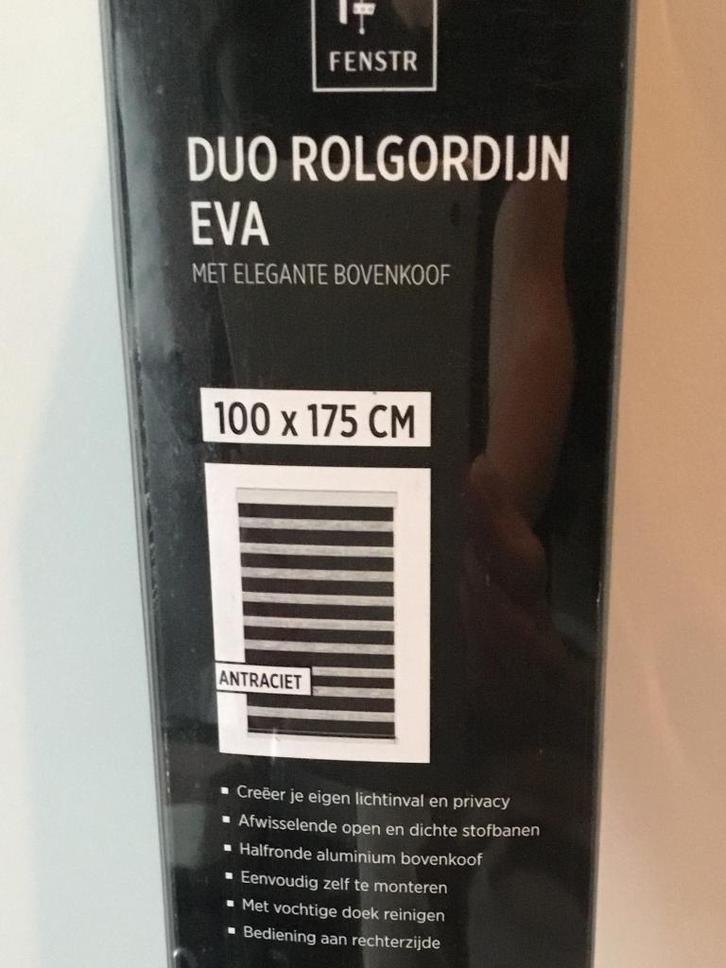 FENSTR
DUO ROLGORDIJN
EVA
MET ELEGANTE BOVENKOOF
100 x 175 CM
ANTRACIET
▪ Creëer je eigen lichtinval en privacy
▪ Afwisselende open en dichte stofbanen
▪ Halfronde aluminium bovenkoof
▪ Eenvoudig zelf te monteren
▪ Met vochtige doek reinigen
▪ Bediening aan rechterzijde